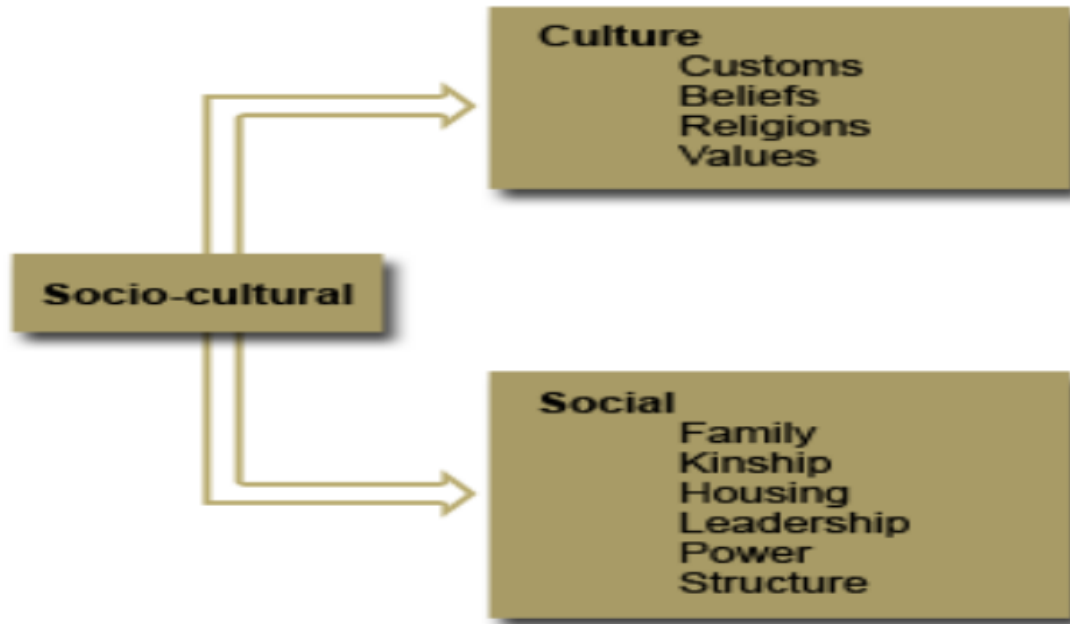 Culture
Customs
Beliefs
Religions
Values
Socio-cultural
Social
Family
Kinship
Housing
Leadership
Power
Structure